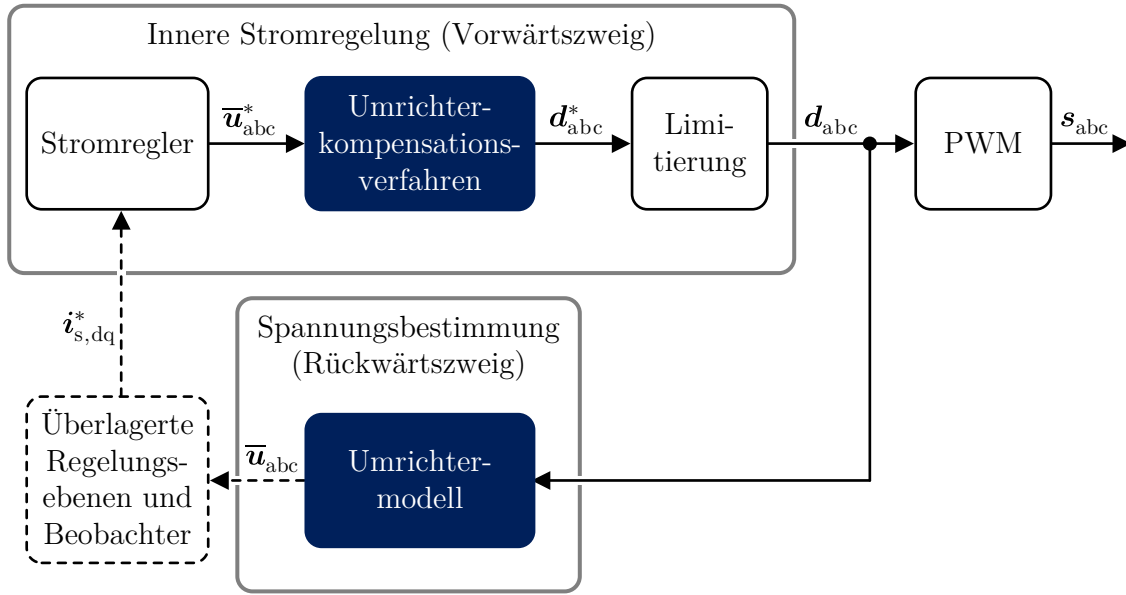 Innere Stromregelung (Vorwärtszweig)
Stromregler
u̅*abc
Umrichter-
kompensations-
verfahren
d*abc
Limi-
tierung
dabc
PWM
sabc
i*s,dq
Spannungsbestimmung
(Rückwärtszweig)
Überlagerte
Regelungs-
ebenen und
Beobachter
u̅abc
Umrichter-
modell